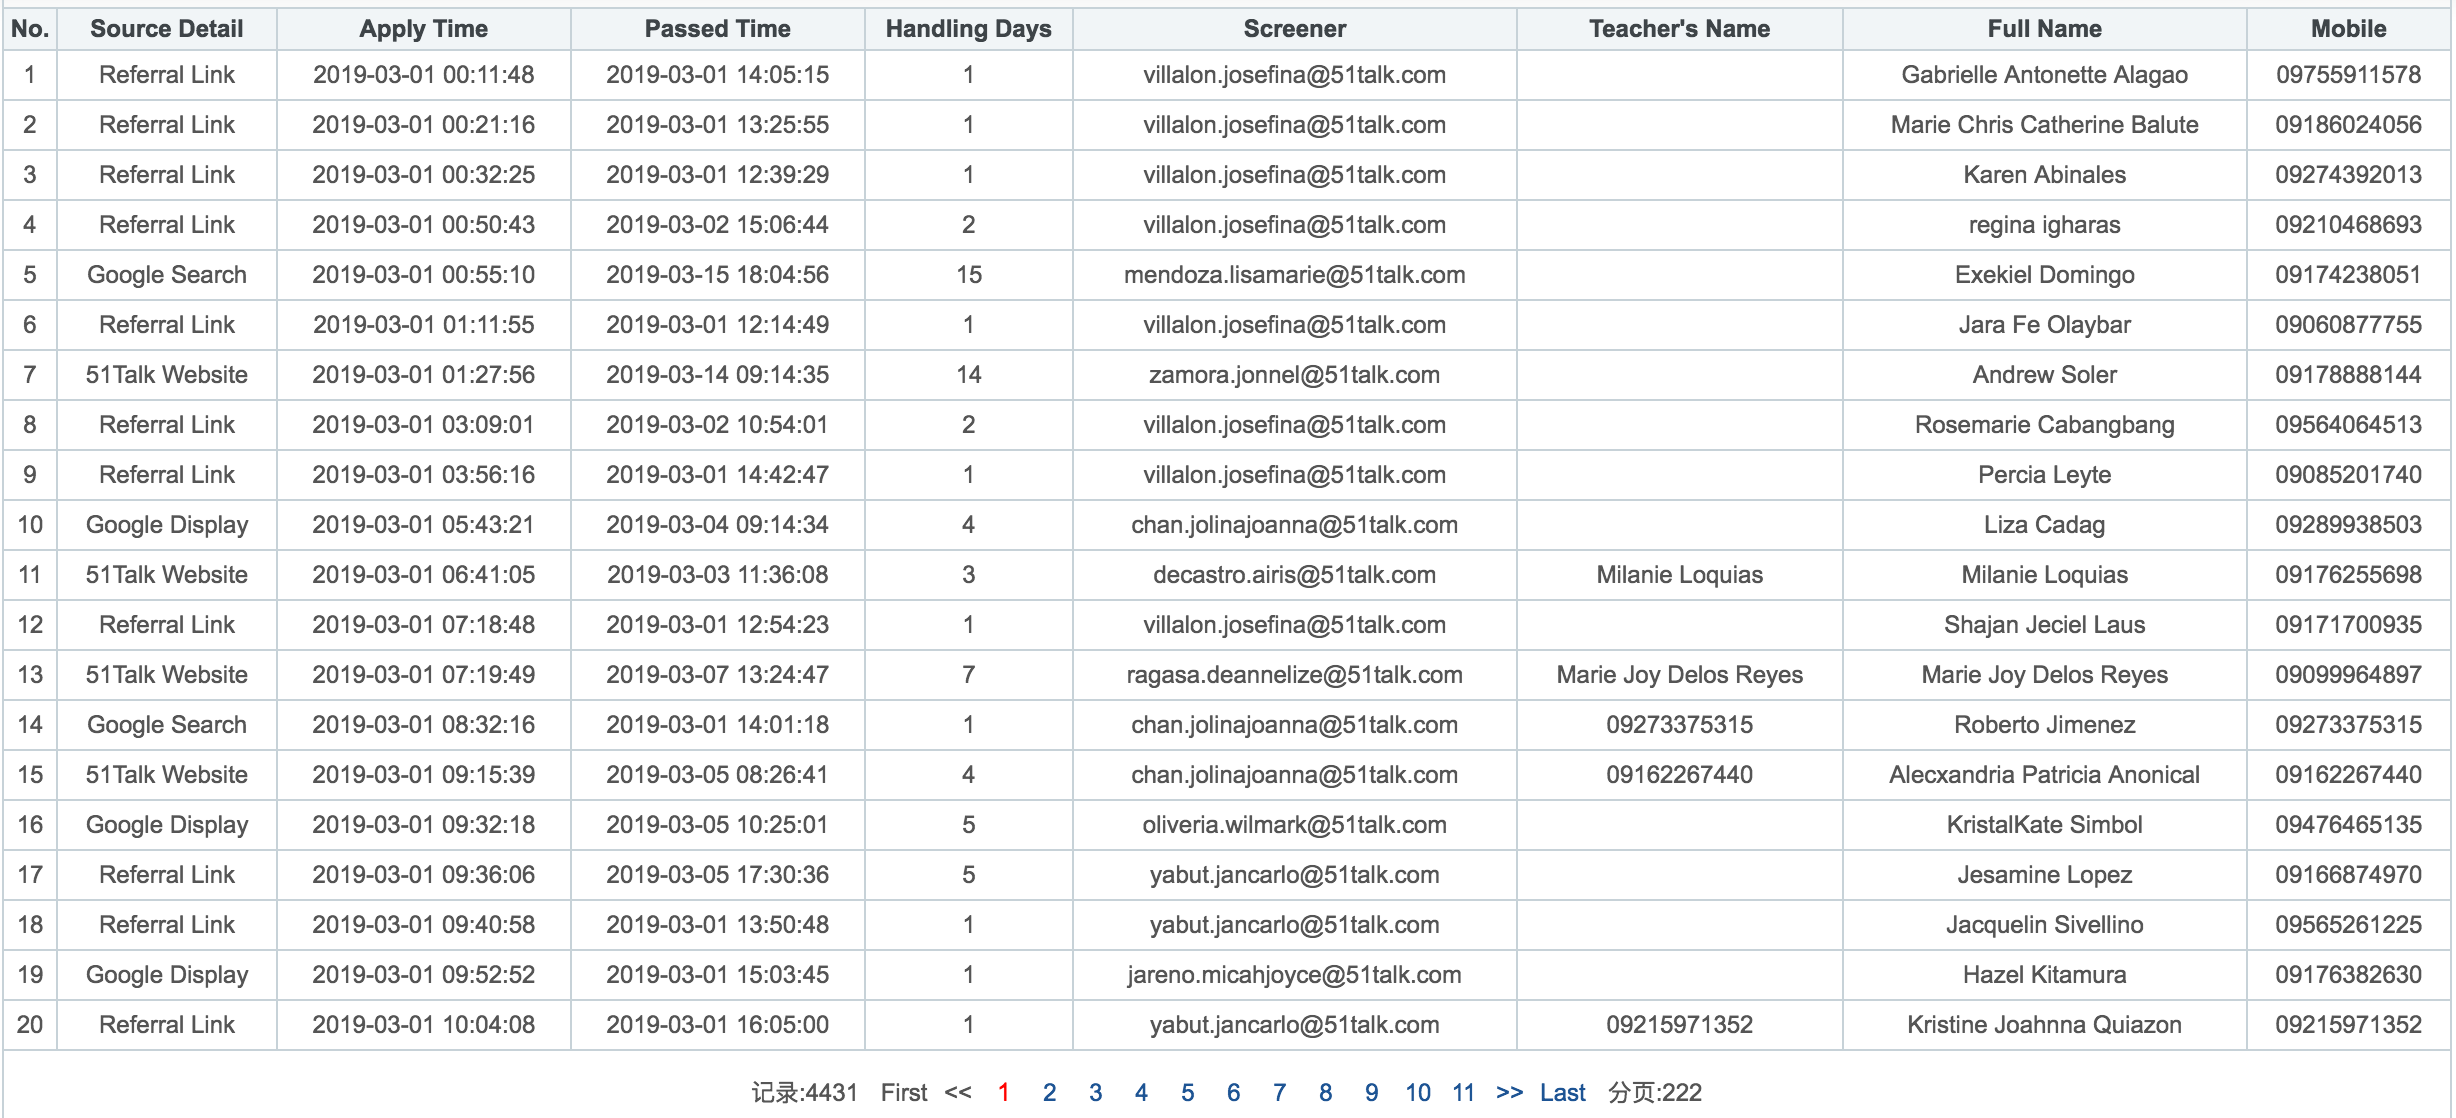 No. Source Detail Apply Time Passed Time Handling Days Screener Teacher's Name Full Name Mobile
1 Referral Link 2019-03-01 00:11:48 2019-03-01 14:05:15 1 villalon.josefina@51talk.com Gabrielle Antonette Alagao 09755911578
2 Referral Link 2019-03-01 00:21:16 2019-03-01 13:25:55 1 villalon.josefina@51talk.com Marie Chris Catherine Balute 09186024056
3 Referral Link 2019-03-01 00:32:25 2019-03-01 12:39:29 1 villalon.josefina@51talk.com Karen Abinales 09274392013
4 Referral Link 2019-03-01 00:50:43 2019-03-02 15:06:44 2 villalon.josefina@51talk.com regina igharas 09210468693
5 Google Search 2019-03-01 00:55:10 2019-03-15 18:04:56 15 mendoza.lisamarie@51talk.com Exekiel Domingo 09174238051
6 Referral Link 2019-03-01 01:11:55 2019-03-01 12:14:49 1 villalon.josefina@51talk.com Jara Fe Olaybar 09060877755
7 51Talk Website 2019-03-01 01:27:56 2019-03-14 09:14:35 14 zamora.jonnel@51talk.com Andrew Soler 09178888144
8 Referral Link 2019-03-01 03:09:01 2019-03-02 10:54:01 2 villalon.josefina@51talk.com Rosemarie Cabangbang 09564064513
9 Referral Link 2019-03-01 03:56:16 2019-03-01 14:42:47 1 villalon.josefina@51talk.com Percia Leyte 09085201740
10 Google Display 2019-03-01 05:43:21 2019-03-04 09:14:34 4 chan.jolinajoanna@51talk.com Liza Cadag 09289938503
11 51Talk Website 2019-03-01 06:41:05 2019-03-03 11:36:08 3 decastro.airis@51talk.com Milanie Loquias Milanie Loquias 09176255698
12 Referral Link 2019-03-01 07:18:48 2019-03-01 12:54:23 1 villalon.josefina@51talk.com Shajan Jeciel Laus 09171700935
13 51Talk Website 2019-03-01 07:19:49 2019-03-07 13:24:47 7 ragasa.deannelize@51talk.com Marie Joy Delos Reyes Marie Joy Delos Reyes 09099964897
14 Google Search 2019-03-01 08:32:16 2019-03-01 14:01:18 1 chan.jolinajoanna@51talk.com 09273375315 Roberto Jimenez 09273375315
15 51Talk Website 2019-03-01 09:15:39 2019-03-05 08:26:41 4 chan.jolinajoanna@51talk.com 09162267440 Alecxandria Patricia Anonical 09162267440
16 Google Display 2019-03-01 09:32:18 2019-03-05 10:25:01 5 oliveria.wilmark@51talk.com KristalKate Simbol 09476465135
17 Referral Link 2019-03-01 09:36:06 2019-03-05 17:30:36 5 yabut.jancarlo@51talk.com Jesamine Lopez 09166874970
18 Referral Link 2019-03-01 09:40:58 2019-03-01 13:50:48 1 yabut.jancarlo@51talk.com Jacquelin Sivellino 09565261225
19 Google Display 2019-03-01 09:52:52 2019-03-01 15:03:45 1 jareno.micahjoyce@51talk.com Hazel Kitamura 09176382630
20 Referral Link 2019-03-01 10:04:08 2019-03-01 16:05:00 1 yabut.jancarlo@51talk.com 09215971352 Kristine Joahnna Quiazon 09215971352
记录:4431 First << 1 2 3 4 5 6 7 8 9 10 11 >> Last 分页:222